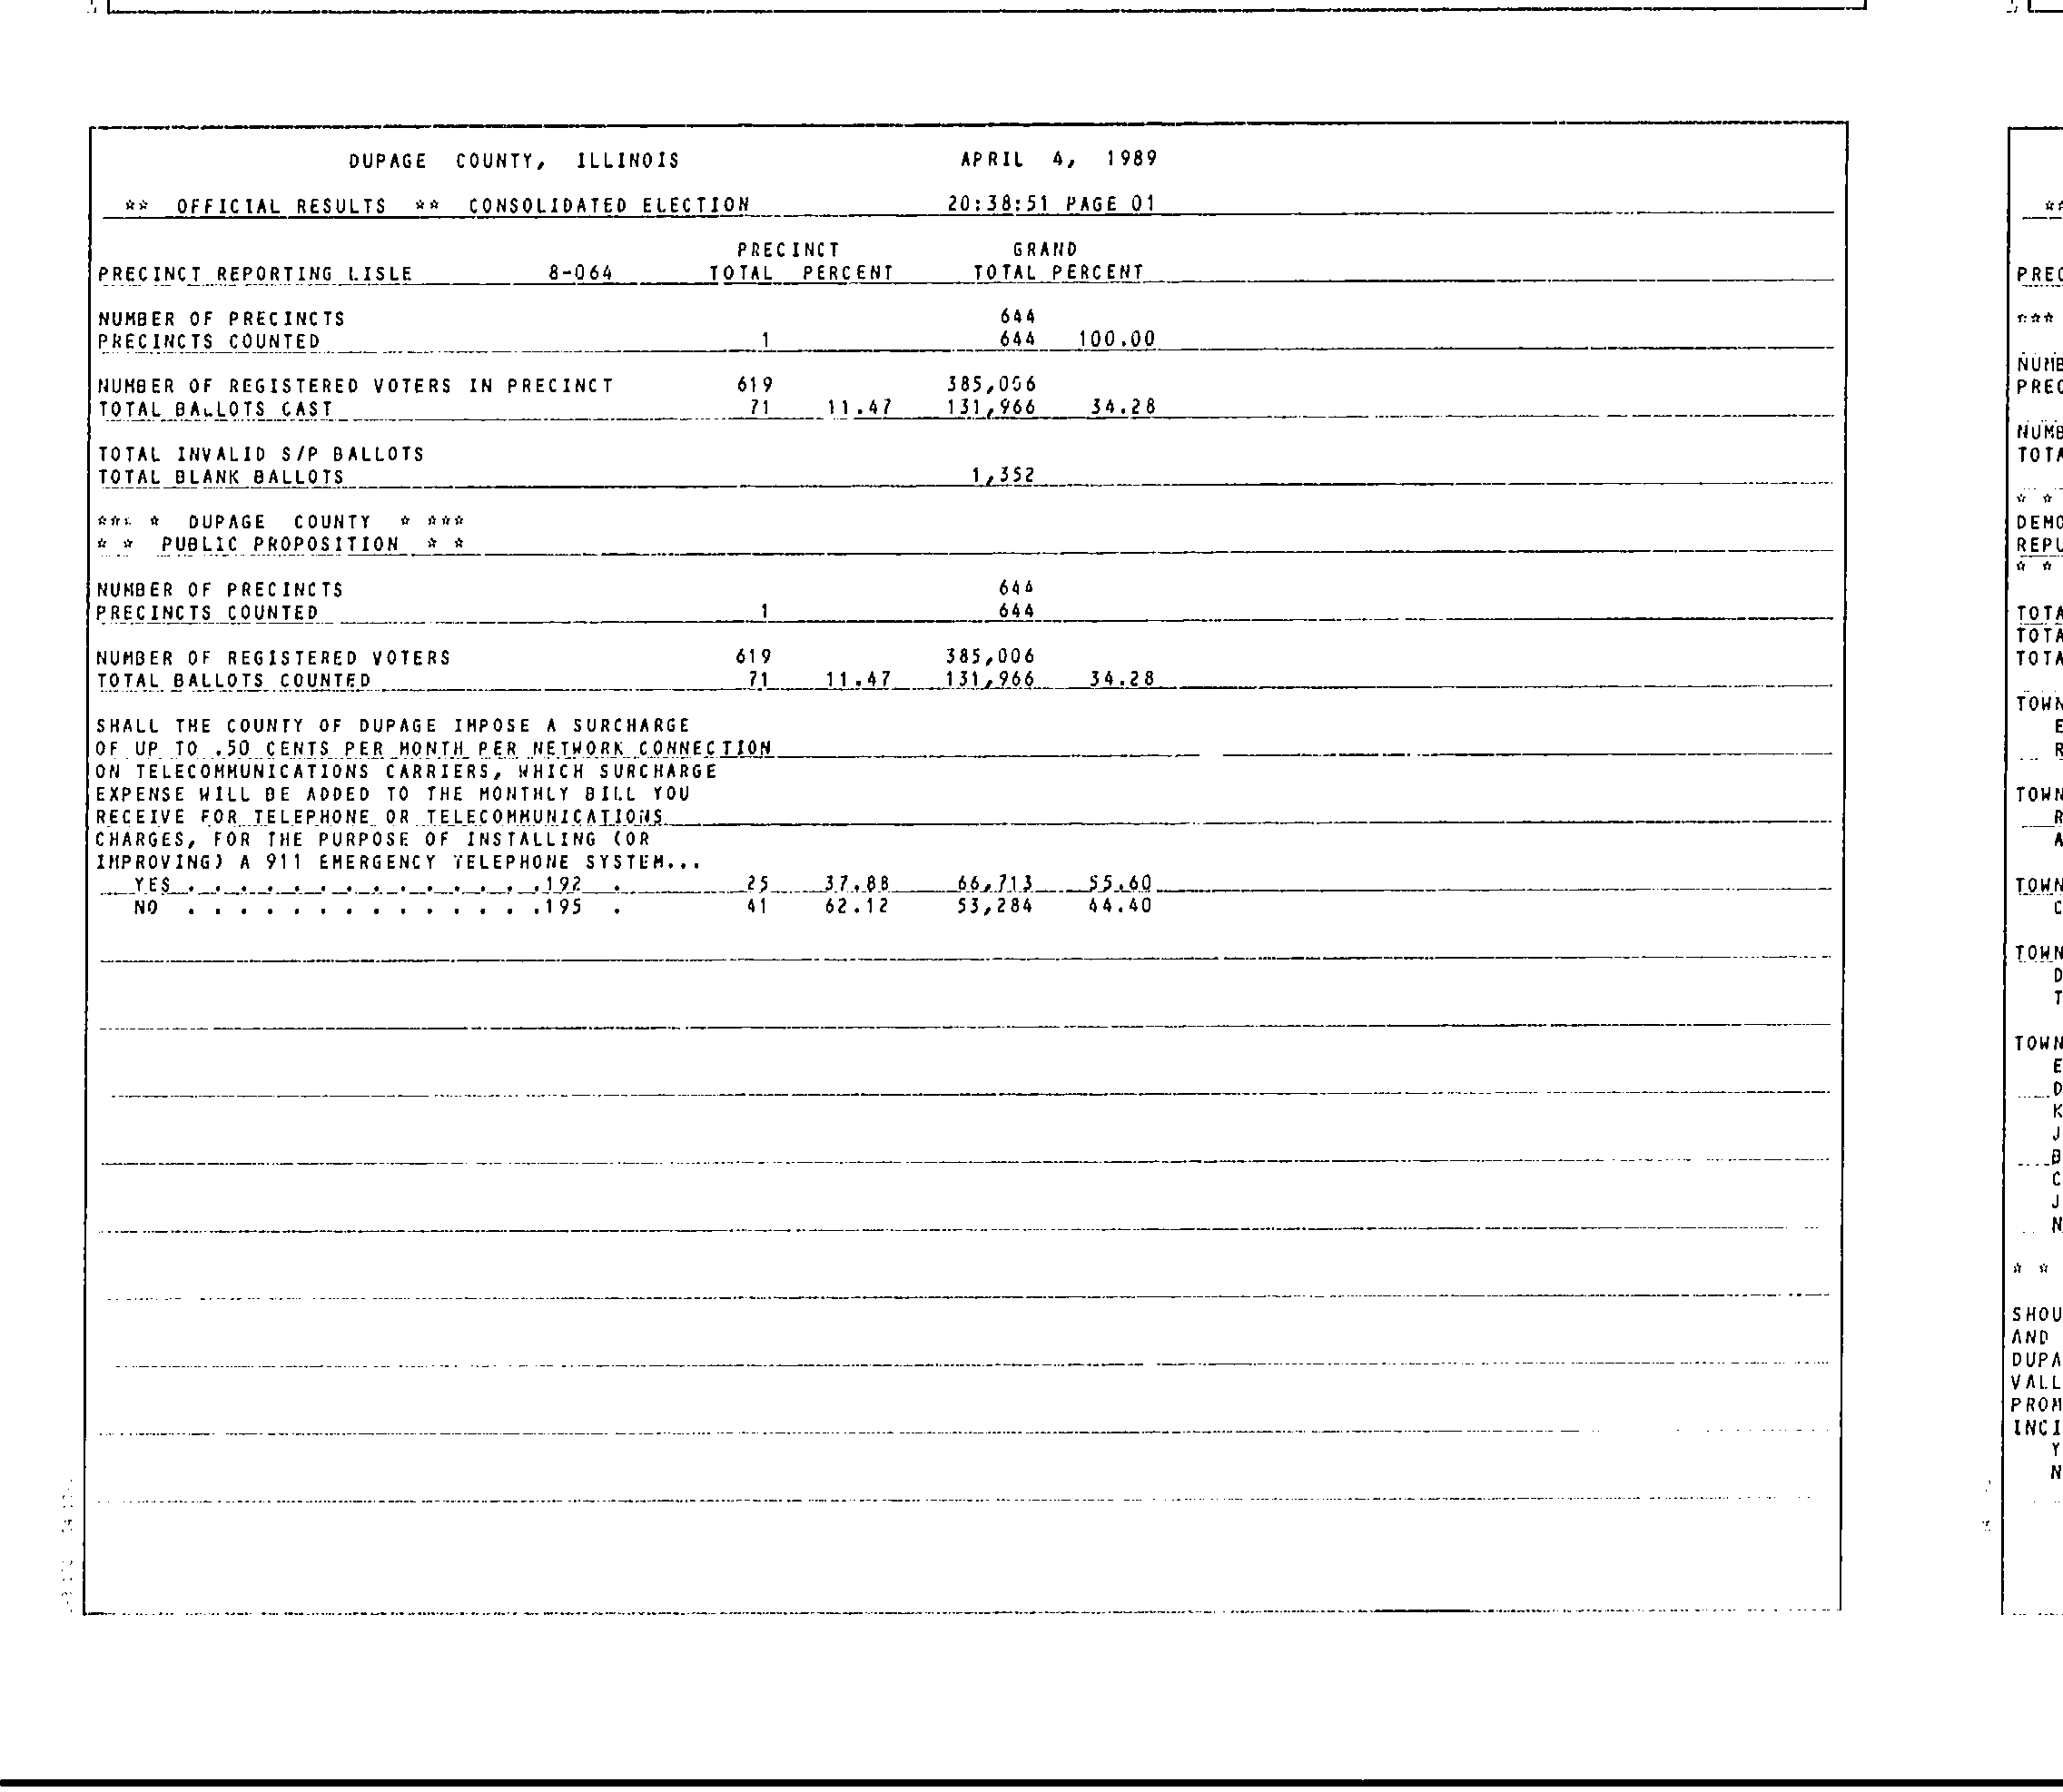 DUPAGE COUNTY, ILLINOIS APRIL 4, 1989
** OFFICIAL RESULTS ** CONSOLIDATED ELECTION 20:38:51 PAGE 01
PRECINCT GRAND
PRECINCT REPORTING LISLE 8-064 TOTAL PERCENT TOTAL PERCENT
NUMBER OF PRECINCTS 644
PRECINCTS COUNTED 1 644 100.00
NUMBER OF REGISTERED VOTERS IN PRECINCT 619 385,006
TOTAL BALLOTS CAST 71 11.47 131,966 34.28
TOTAL INVALID S/P BALLOTS
TOTAL BLANK BALLOTS 1,352
*** * DUPAGE COUNTY * ***
* * PUBLIC PROPOSITION * *
NUMBER OF PRECINCTS 644
PRECINCTS COUNTED 1 644
NUMBER OF REGISTERED VOTERS 619 385,006
TOTAL BALLOTS COUNTED 71 11.47 131,966 34.28
SHALL THE COUNTY OF DUPAGE IMPOSE A SURCHARGE
OF UP TO .50 CENTS PER MONTH PER NETWORK CONNECTION
ON TELECOMMUNICATIONS CARRIERS, WHICH SURCHARGE
EXPENSE WILL BE ADDED TO THE MONTHLY BILL YOU
RECEIVE FOR TELEPHONE OR TELECOMMUNICATIONS
CHARGES, FOR THE PURPOSE OF INSTALLING (OR
IMPROVING) A 911 EMERGENCY TELEPHONE SYSTEM...
YES . . . . . . . . . . . . . .192 . 25 37.88 66,713 55.60
NO . . . . . . . . . . . . . .195 . 41 62.12 53,284 44.40
**
PREC
***
NUMB
PREC
NUMB
TOTA
* *
DEMO
REPU
* *
TOTA
TOTA
TOTA
TOWN
E
R
TOWN
R
A
TOWN
C
TOWN
D
T
TOWN
E
D
K
J
B
C
J
N
* *
SHOU
AND
DUPA
VALL
PROM
INCI
Y
N